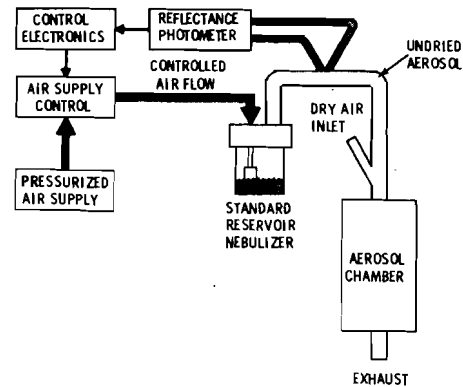 CONTROL
ELECTRONICS
REFLECTANCE
PHOTOMETER
UNDRIED
AEROSOL
CONTROLLED
AIR FLOW
AIR SUPPLY
CONTROL
DRY AIR
INLET
PRESSURIZED
AIR SUPPLY
STANDARD
RESERVOIR
NEBULIZER
AEROSOL
CHAMBER
EXHAUST